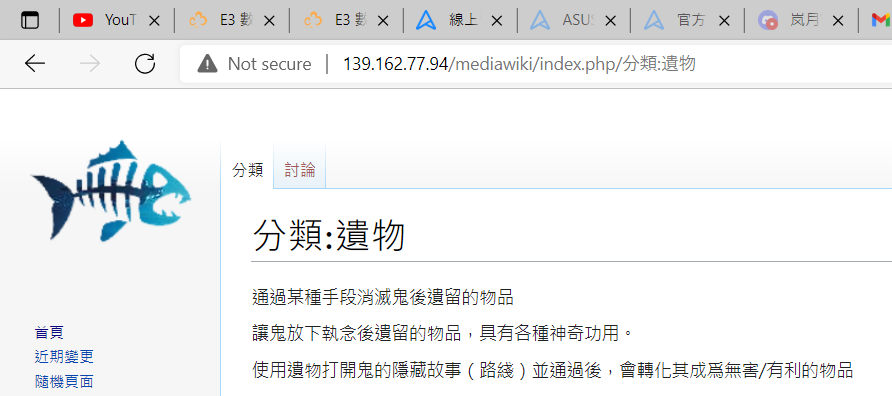 YouT
E3 數
E3 數
線上
ASUS
官方
岚月
Not secure | 139.162.77.94/mediawiki/index.php/分類:遺物
分類 討論
分類:遺物
通過某種手段消滅鬼後遺留的物品
讓鬼放下執念後遺留的物品，具有各種神奇功用。
使用遺物打開鬼的隱藏故事（路綫）並通過後，會轉化其成爲無害/有利的物品
首頁
近期變更
隨機頁面